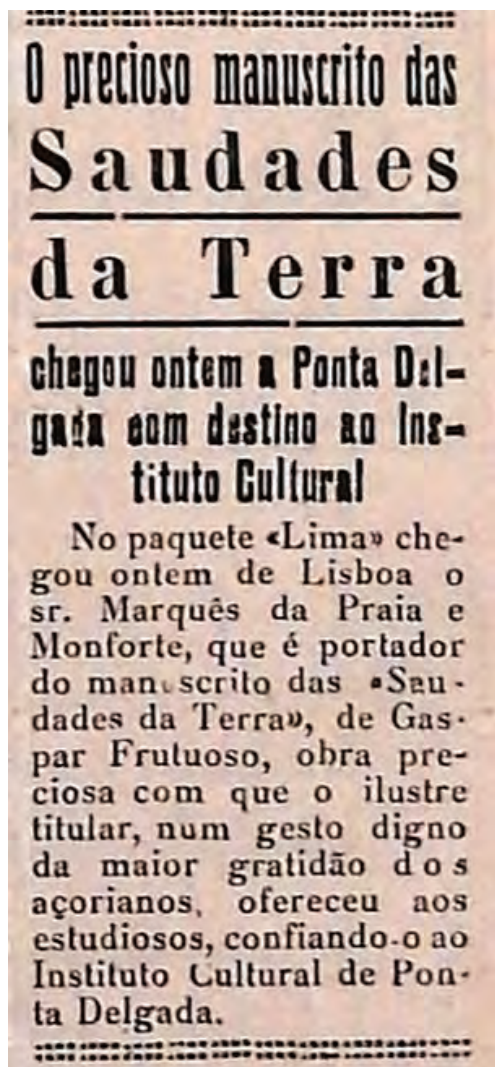 O precioso manuscrito das
Saudades
da Terra
chegou ontem a Ponta Del-
gada com destino ao Ins-
tituto Cultural
No paquete «Lima» che-
gou ontem de Lisboa o
sr. Marquês da Praia e
Monforte, que é portador
do manuscrito das «Sau-
dades da Terra», de Gas-
par Frutuoso, obra pre-
ciosa com que o ilustre
titular, num gesto digno
da maior gratidão dos
açorianos, ofereceu aos
estudiosos, confiando-o ao
Instituto Cultural de Pon-
ta Delgada.